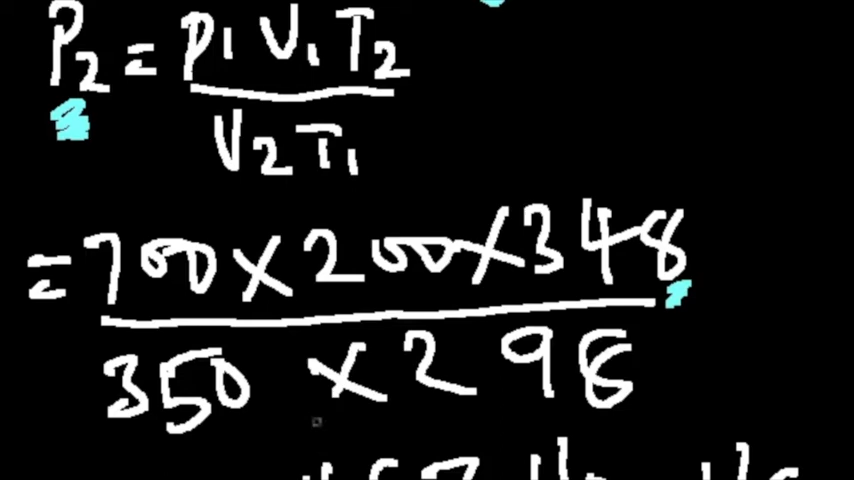 P2 = P1 V1 T2
V2 T1
= 700 × 200 × 348
350 × 298